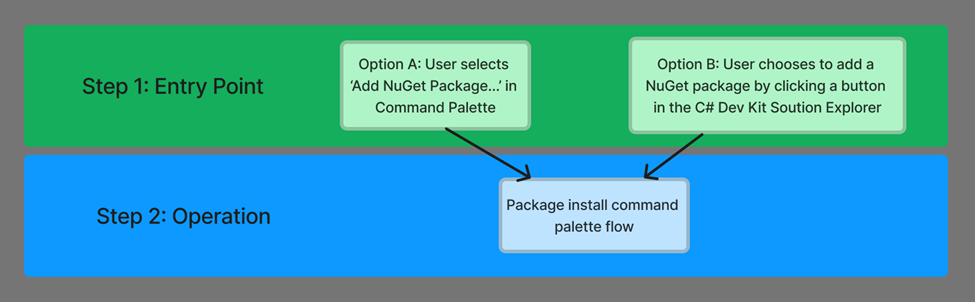 Step 1: Entry Point
Option A: User selects
‘Add NuGet Package...’ in
Command Palette
Option B: User chooses to add a
NuGet package by clicking a button
in the C# Dev Kit Soution Explorer
Step 2: Operation
Package install command
palette flow